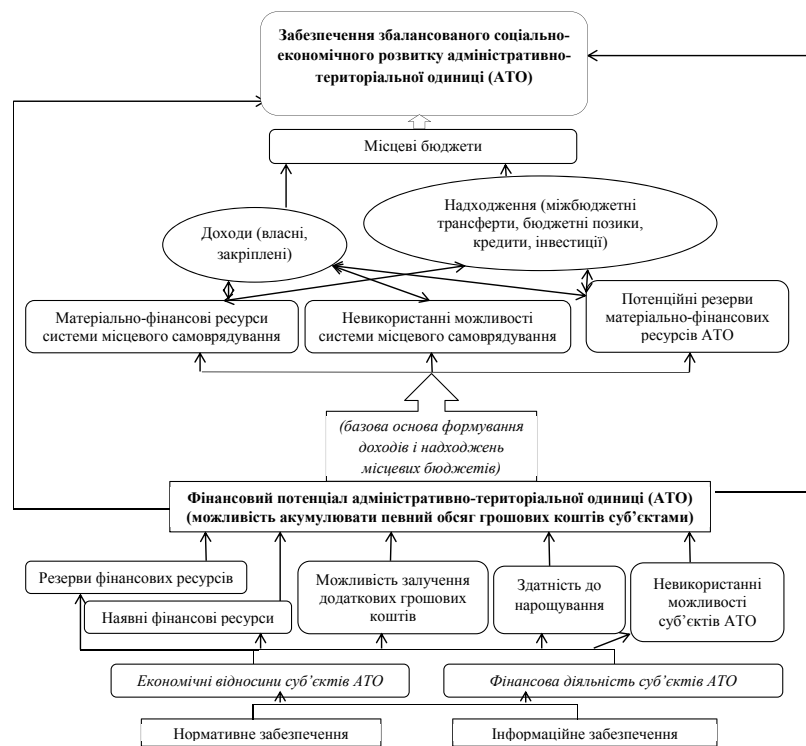 Забезпечення збалансованого соціально-
економічного розвитку адміністративно-
територіальної одиниці (АТО)
Місцеві бюджети
Доходи (власні,
закріплені)
Надходження (міжбюджетні
трансферти, бюджетні позики,
кредити, інвестиції)
Матеріально-фінансові ресурси
системи місцевого самоврядування
Невикористанні можливості
системи місцевого самоврядування
Потенційні резерви
матеріально-фінансових
ресурсів АТО
(базова основа формування
доходів і надходжень
місцевих бюджетів)
Фінансовий потенціал адміністративно-територіальної одиниці (АТО)
(можливість акумулювати певний обсяг грошових коштів суб’єктами)
Резерви фінансових ресурсів
Наявні фінансові ресурси
Можливість залучення
додаткових грошових
коштів
Здатність до
нарощування
Невикористанні
можливості
суб’єктів АТО
Економічні відносини суб’єктів АТО
Фінансова діяльність суб’єктів АТО
Нормативне забезпечення
Інформаційне забезпечення